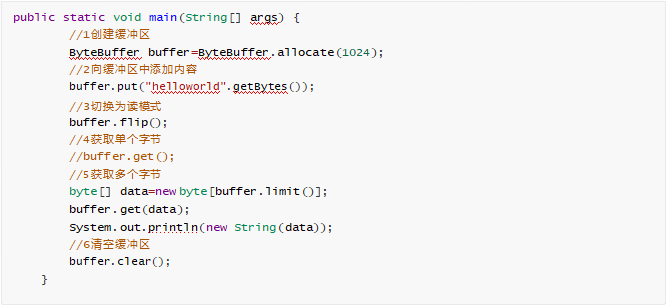 public static void main(String[] args) {
//1创建缓冲区
ByteBuffer buffer=ByteBuffer.allocate(1024);
//2向缓冲区中添加内容
buffer.put("helloworld".getBytes());
//3切换为读模式
buffer.flip();
//4获取单个字节
//buffer.get();
//5获取多个字节
byte[] data=new byte[buffer.limit()];
buffer.get(data);
System.out.println(new String(data));
//6清空缓冲区
buffer.clear();
}